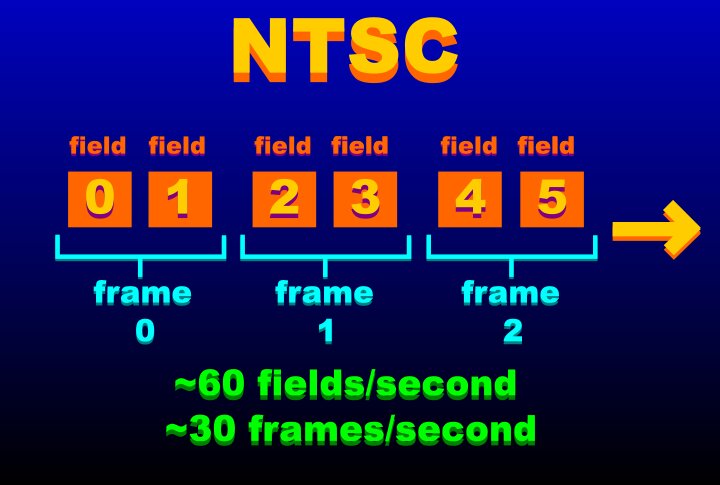 NTSC
field field field field field field
0 1 2 3 4 5
frame frame frame
0 1 2
~60 fields/second
~30 frames/second